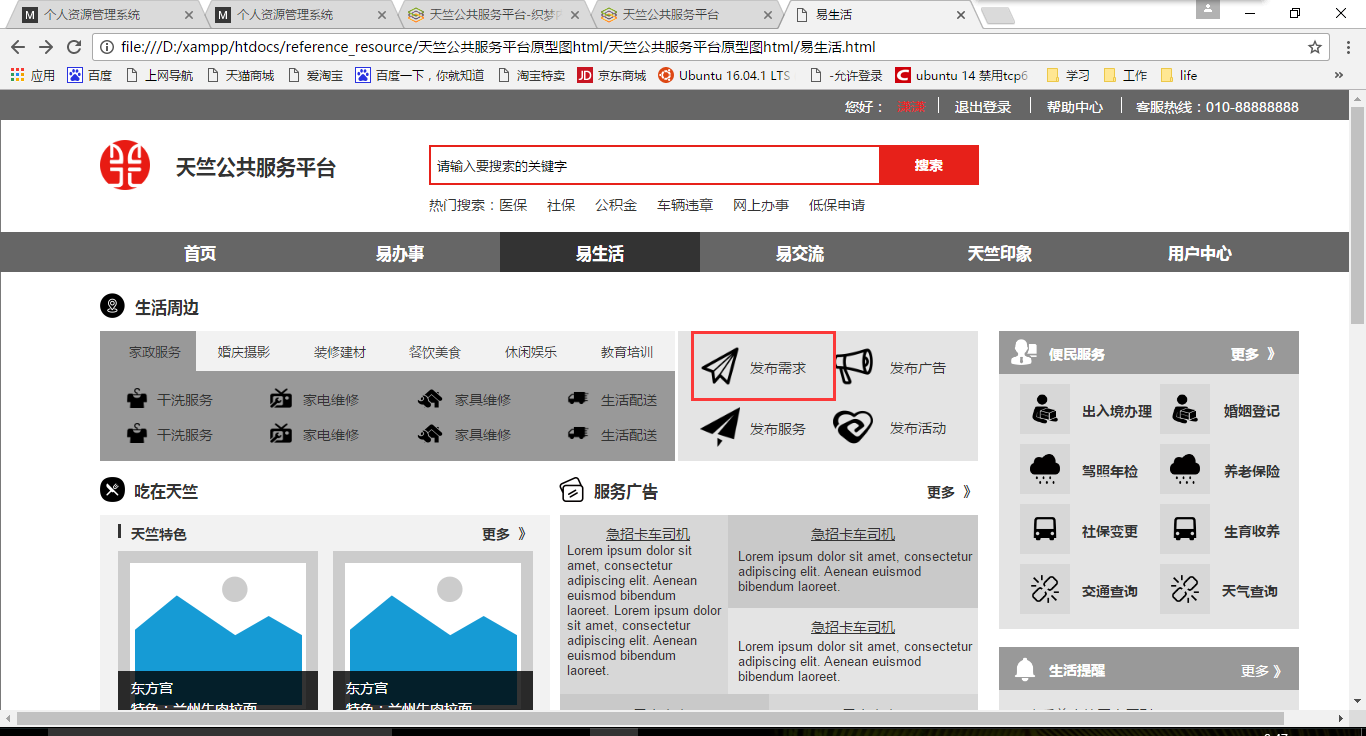 个人资源管理系统
个人资源管理系统
天竺公共服务平台-织梦
天竺公共服务平台
易生活
file:///D:/xampp/htdocs/reference_resource/天竺公共服务平台原型图html/天竺公共服务平台原型图html/易生活.html
应用 百度 上网导航 天猫商城 爱淘宝 百度一下，你就知道 淘宝特卖 京东商城 Ubuntu 16.04.1 LTS -允许登录 ubuntu 14 禁用tcp6 学习 工作 life »
您好： 退出登录 帮助中心 客服热线：010-88888888
天竺公共服务平台
请输入要搜索的关键字 搜索
热门搜索：医保 社保 公积金 车辆违章 网上办事 低保申请
首页 易办事 易生活 易交流 天竺印象 用户中心
生活周边
家政服务 婚庆摄影 装修建材 餐饮美食 休闲娱乐 教育培训
干洗服务 家电维修 家具维修 生活配送
干洗服务 家电维修 家具维修 生活配送
发布需求 发布广告
发布服务 发布活动
便民服务 更多 》
出入境办理 婚姻登记
驾照年检 养老保险
社保变更 生育收养
交通查询 天气查询
吃在天竺
天竺特色 更多 》
东方宫
特色：兰州牛肉拉面
东方宫
特色：兰州牛肉拉面
服务广告 更多 》
急招卡车司机
Lorem ipsum dolor sit
amet, consectetur
adipiscing elit. Aenean
euismod bibendum
laoreet. Lorem ipsum dolor
sit amet, consectetur
adipiscing elit. Aenean
euismod bibendum
laoreet.
急招卡车司机
Lorem ipsum dolor sit amet, consectetur
adipiscing elit. Aenean euismod
bibendum laoreet.
急招卡车司机
Lorem ipsum dolor sit amet, consectetur
adipiscing elit. Aenean euismod
bibendum laoreet.
生活提醒 更多 》